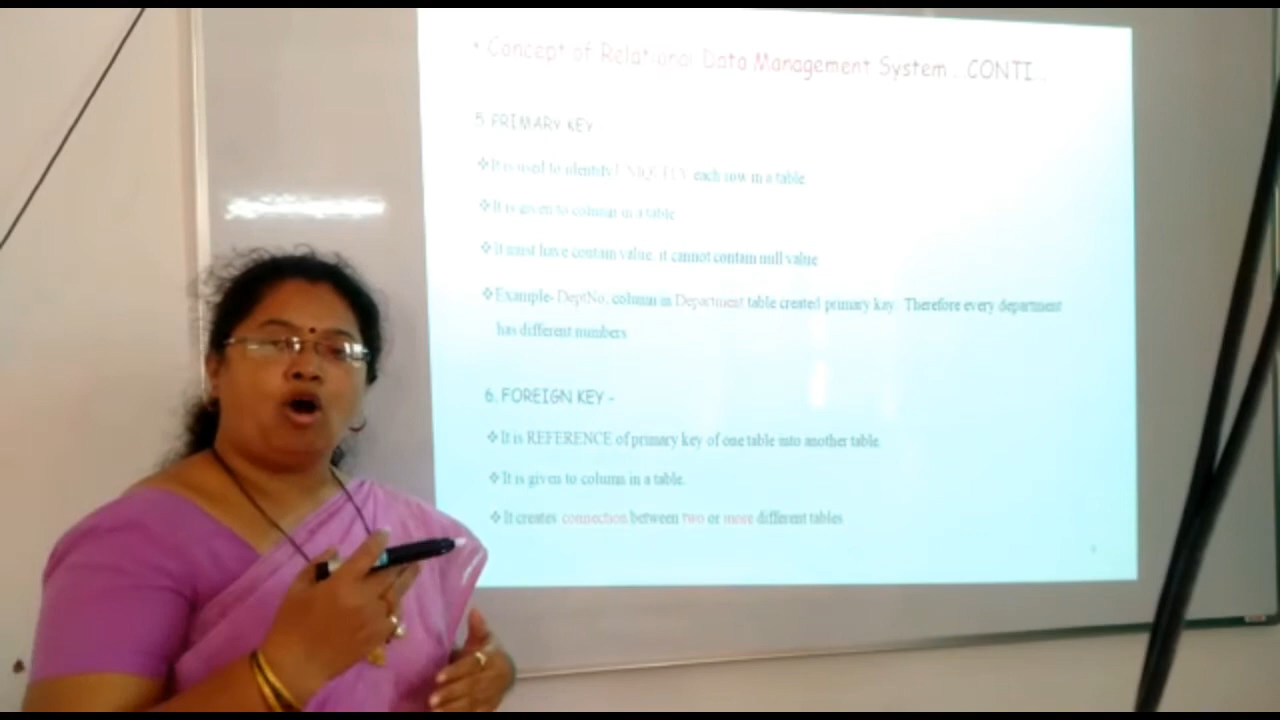 • Concept of Relational Data Management System ..CONTI..
5 PRIMARY KEY
❖It is used to identify UNIQUELY each row in a table
❖It is given to column in a table
❖It must have contain value, it cannot contain null value
❖Example- DeptNo, column in Department table created primary kay. Therefore every department
has different numbers
6. FOREIGN KEY -
❖It is REFERENCE of primary key of one table into another table
❖It is given to column in a table.
❖It creates connection between two or more different tables